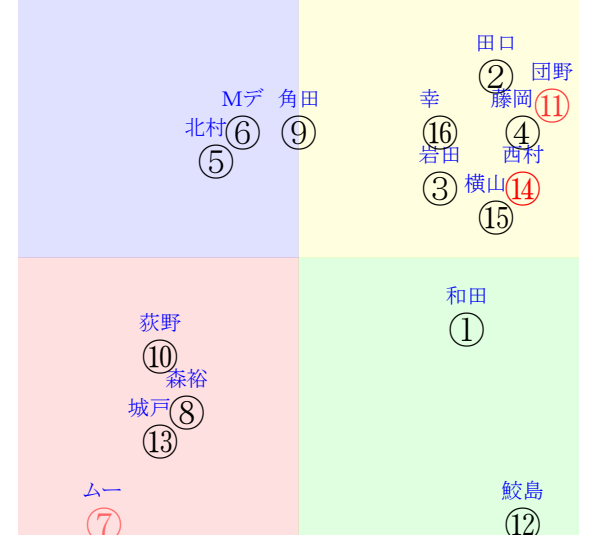 田口
②
団野
⑪
Mデ
⑥
角田
⑨
幸
⑯
藤岡
④
北村
⑤
岩田
③
西村
⑭
横山
⑮
和田
①
荻野
⑩
森裕
⑧
城戸
⑬
ムー
⑦
鮫島
⑫